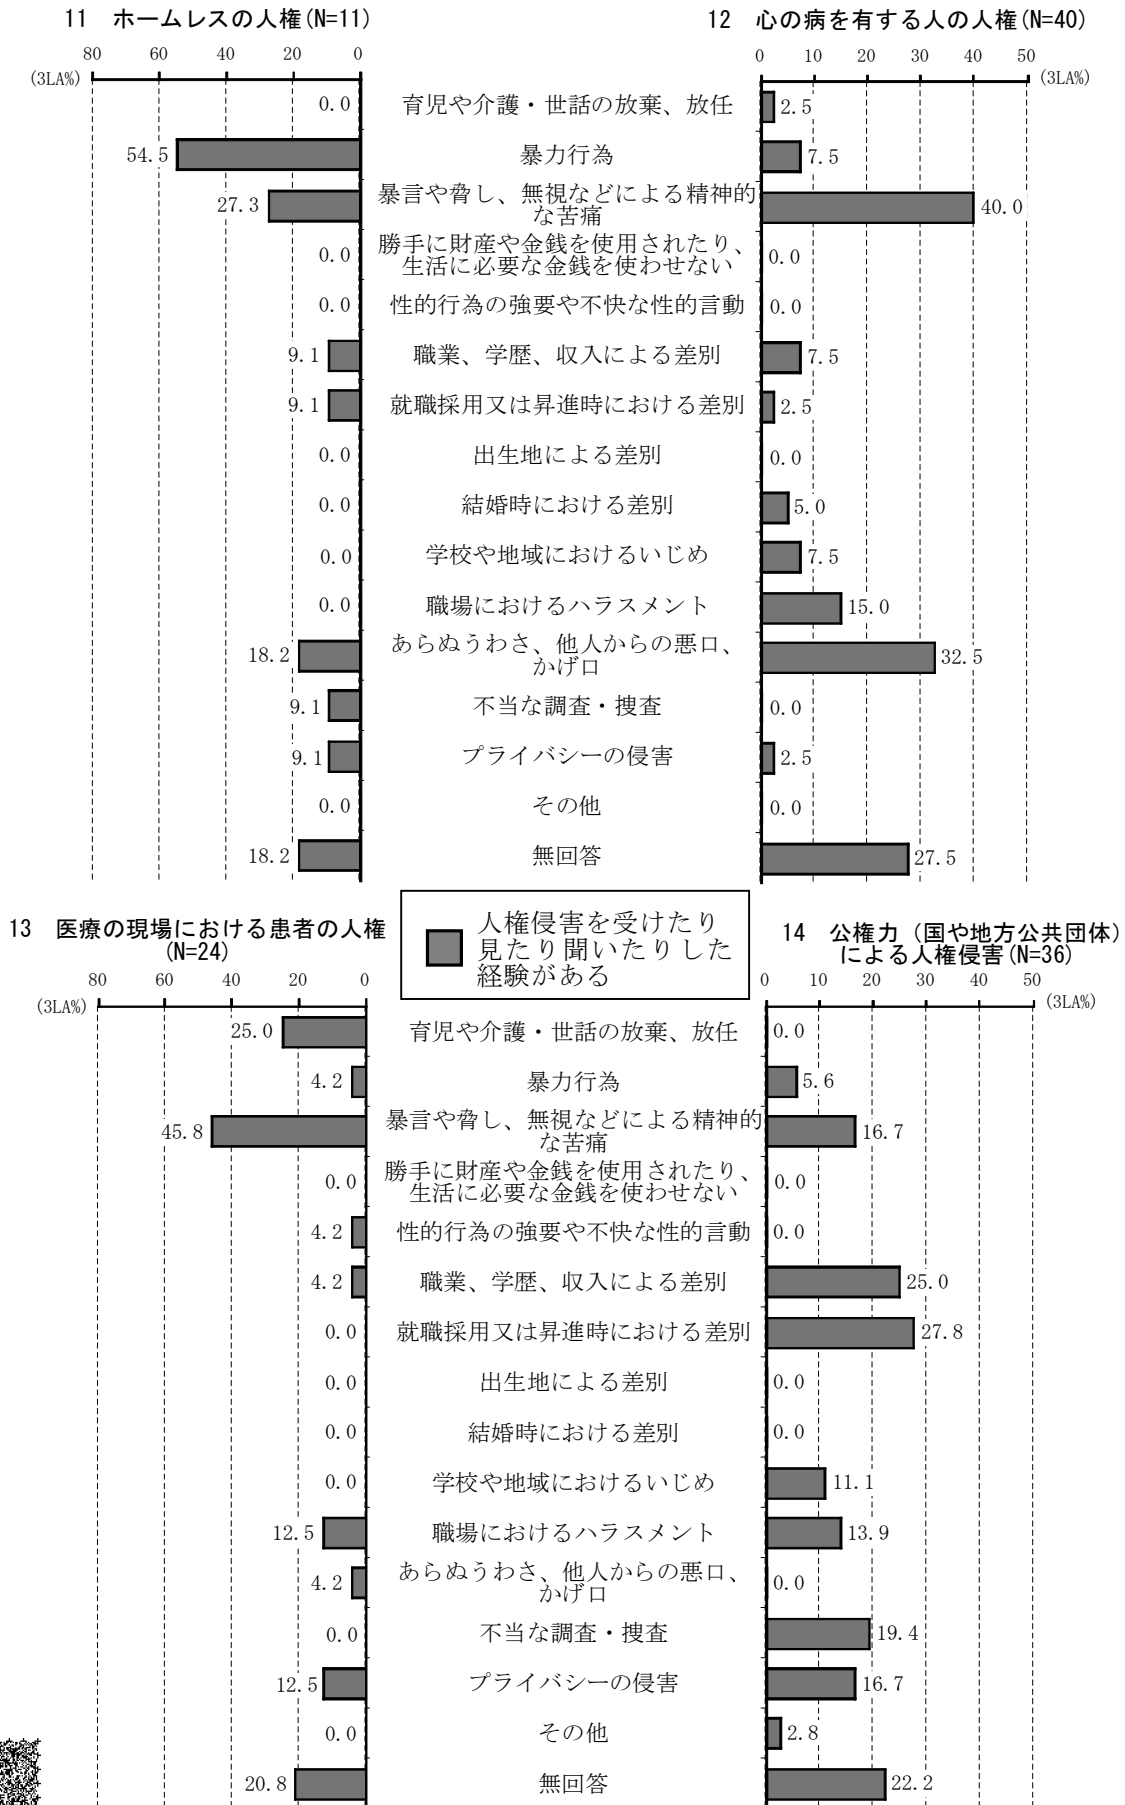 11　ホームレスの人権(N=11)
12　心の病を有する人の人権(N=40)
80 60 40 20 0
0 10 20 30 40 50
(3LA%)
(3LA%)
0.0 育児や介護・世話の放棄、放任 2.5
54.5 暴力行為 7.5
27.3 暴言や脅し、無視などによる精神的
な苦痛 40.0
0.0 勝手に財産や金銭を使用されたり、
生活に必要な金銭を使わせない 0.0
0.0 性的行為の強要や不快な性的言動 0.0
9.1 職業、学歴、収入による差別 7.5
9.1 就職採用又は昇進時における差別 2.5
0.0 出生地による差別 0.0
0.0 結婚時における差別 5.0
0.0 学校や地域におけるいじめ 7.5
0.0 職場におけるハラスメント 15.0
18.2 あらぬうわさ、他人からの悪口、
かげ口 32.5
9.1 不当な調査・捜査 0.0
9.1 プライバシーの侵害 2.5
0.0 その他 0.0
18.2 無回答 27.5
人権侵害を受けたり
見たり聞いたりした
経験がある
13　医療の現場における患者の人権
(N=24)
14　公権力（国や地方公共団体）
による人権侵害(N=36)
80 60 40 20 0
0 10 20 30 40 50
(3LA%)
(3LA%)
25.0 育児や介護・世話の放棄、放任 0.0
4.2 暴力行為 5.6
45.8 暴言や脅し、無視などによる精神的
な苦痛 16.7
0.0 勝手に財産や金銭を使用されたり、
生活に必要な金銭を使わせない 0.0
4.2 性的行為の強要や不快な性的言動 0.0
4.2 職業、学歴、収入による差別 25.0
0.0 就職採用又は昇進時における差別 27.8
0.0 出生地による差別 0.0
0.0 結婚時における差別 0.0
0.0 学校や地域におけるいじめ 11.1
12.5 職場におけるハラスメント 13.9
4.2 あらぬうわさ、他人からの悪口、
かげ口 0.0
0.0 不当な調査・捜査 19.4
12.5 プライバシーの侵害 16.7
0.0 その他 2.8
20.8 無回答 22.2